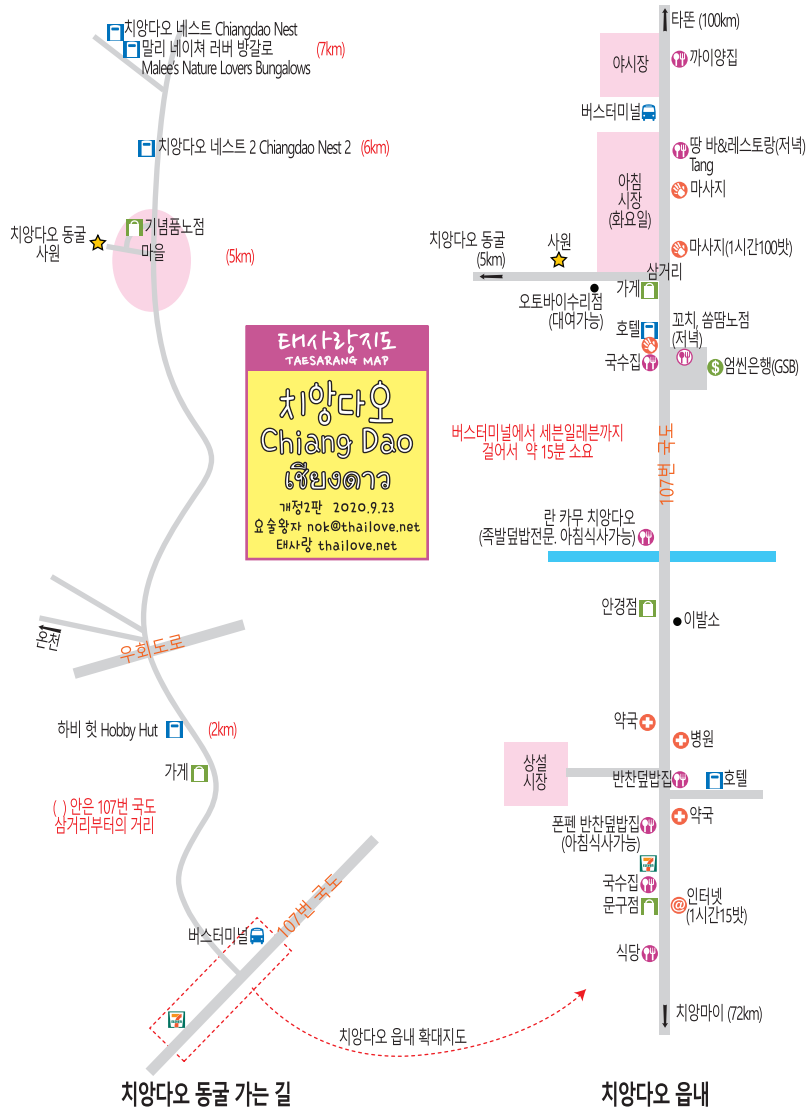 치앙다오 네스트 Chiangdao Nest
말리 네이쳐 러버 방갈로
Malee's Nature Lovers Bungalows
(7km)
치앙다오 네스트 2 Chiangdao Nest 2 (6km)
기념품노점
치앙다오 동굴
사원
마을
(5km)
태사랑지도
TAESARANG MAP
치앙다오
Chiang Dao
เชียงดาว
개정2판 2020.9.23
요술왕자 nok@thailove.net
태사랑 thailove.net
온천
우회도로
하비 헛 Hobby Hut
(2km)
가게
( ) 안은 107번 국도
삼거리부터의 거리
107번 국도
버스터미널
7
ELEVEN
치앙다오 읍내 확대지도
치앙다오 동굴 가는 길
타똔 (100km)
야시장
까이양집
버스터미널
땅 바&레스토랑(저녁)
Tang
아침
시장
(화요일)
마사지
치앙다오 동굴
(5km)
사원
마사지(1시간100밧)
삼거리
가게
오토바이수리점
(대여가능)
호텔
꼬치, 쏨땀노점
(저녁)
국수집
$
엄씬은행(GSB)
버스터미널에서 세븐일레븐까지
걸어서 약 15분 소요
107번 국도
란 카무 치앙다오
(족발덮밥전문. 아침식사가능)
안경점
이발소
약국
병원
상설
시장
반찬덮밥집
호텔
폰펜 반찬덮밥집
(아침식사가능)
약국
7
ELEVEN
국수집
문구점
@
인터넷
(1시간15밧)
식당
치앙마이 (72km)
치앙다오 읍내